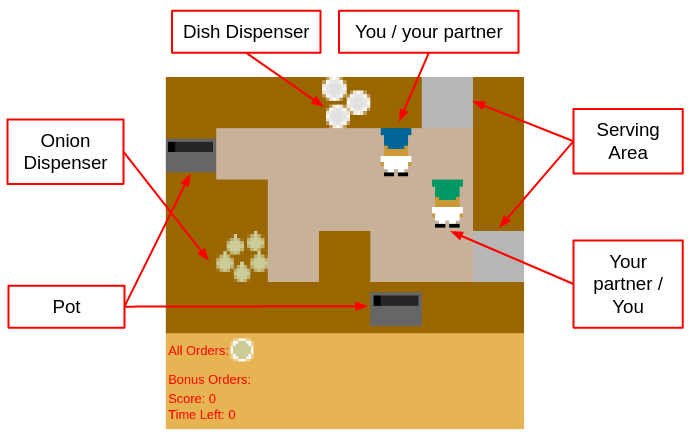 Dish Dispenser
You / your partner
Onion
Dispenser
Serving
Area
Pot
Your
partner /
You
All Orders:
Bonus Orders:
Score: 0
Time Left: 0